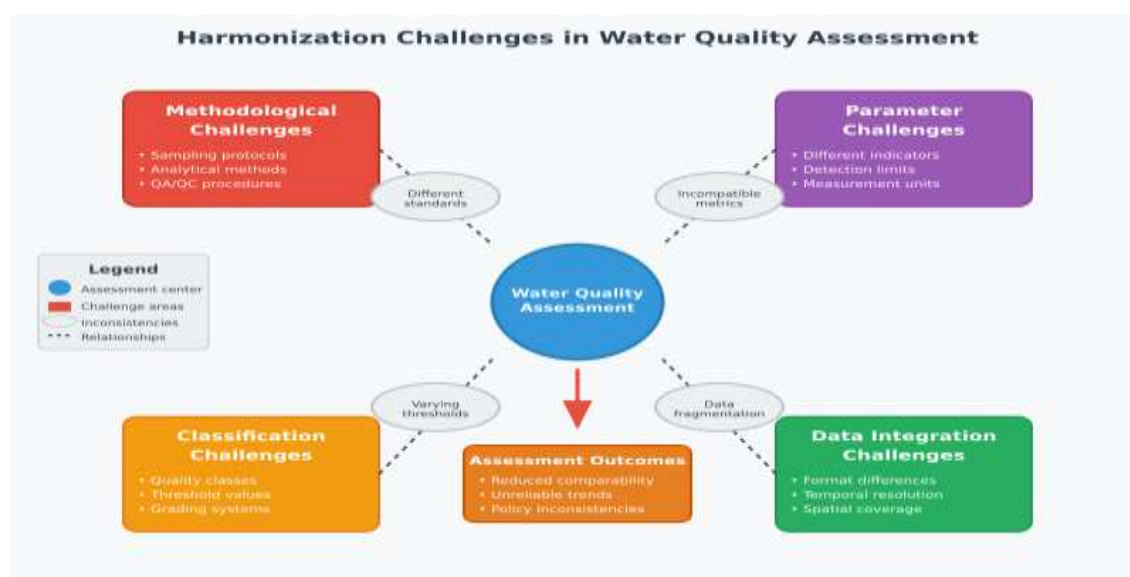 Harmonization Challenges in Water Quality Assessment
Methodological
Challenges
• Sampling protocols
• Analytical methods
• QA/QC procedures
Parameter
Challenges
• Different indicators
• Detection limits
• Measurement units
Different
standards
Incompatible
metrics
Legend
Assessment center
Challenge areas
Inconsistencies
Relationships
Water Quality
Assessment
Varying
thresholds
Data
fragmentation
Classification
Challenges
• Quality classes
• Threshold values
• Grading systems
Assessment Outcomes
• Reduced comparability
• Unreliable trends
• Policy inconsistencies
Data Integration
Challenges
• Format differences
• Temporal resolution
• Spatial coverage